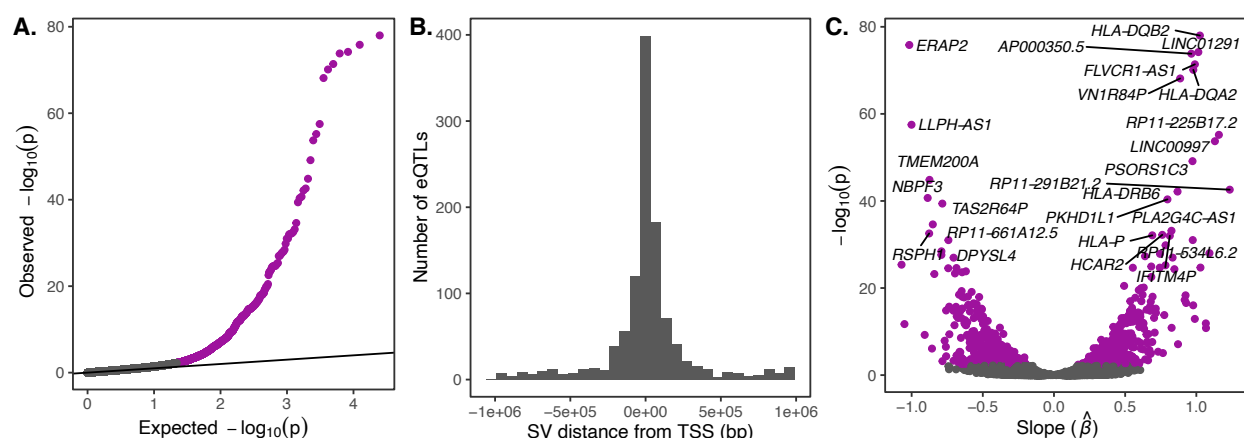 A.
80
60
40
20
0
Observed −log10(p)
0 1 2 3 4
Expected −log10(p)
B.
400
300
200
100
0
Number of eQTLs
−1e+06 −5e+05 0e+00 5e+05 1e+06
SV distance from TSS (bp)
C.
80
60
40
20
0
−log10(p)
HLA-DQB2
ERAP2
AP000350.5
LINC01291
FLVCR1-AS1
VN1R84P
HLA-DQA2
LLPH-AS1
RP11-225B17.2
LINC00997
TMEM200A
PSORS1C3
NBPF3
RP11-291B21.2
HLA-DRB6
TAS2R64P
PKHD1L1
PLA2G4C-AS1
RP11-661A12.5
HLA-P
RSPH1
DPYSL4
HCAR2
RP11-534L6.2
IFITM4P
−1.0 −0.5 0.0 0.5 1.0
Slope (β̂)